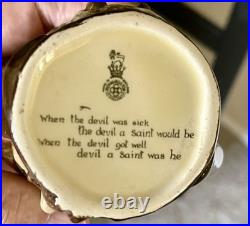 When the devil was sick
the devil a Saint would be
When the devil got well
devil a Saint was he